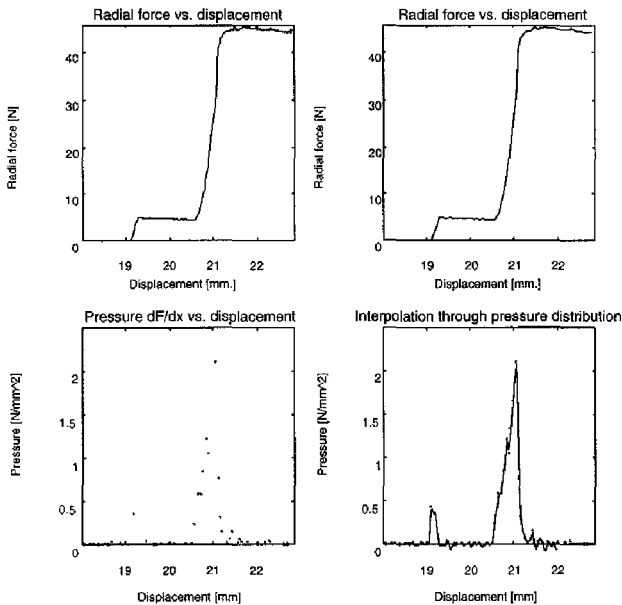 Radial force vs. displacement
Radial force [N]
40
30
20
10
0
19 20 21 22
Displacement [mm.]
Radial force vs. displacement
Radial force [N]
40
30
20
10
0
19 20 21 22
Displacement [mm.]
Pressure dF/dx vs. displacement
Pressure [N/mm^2]
2
1.5
1
0.5
0
19 20 21 22
Displacement [mm]
Interpolation through pressure distribution
Pressure [N/mm^2]
2
1.5
1
0.5
0
19 20 21 22
Displacement [mm]